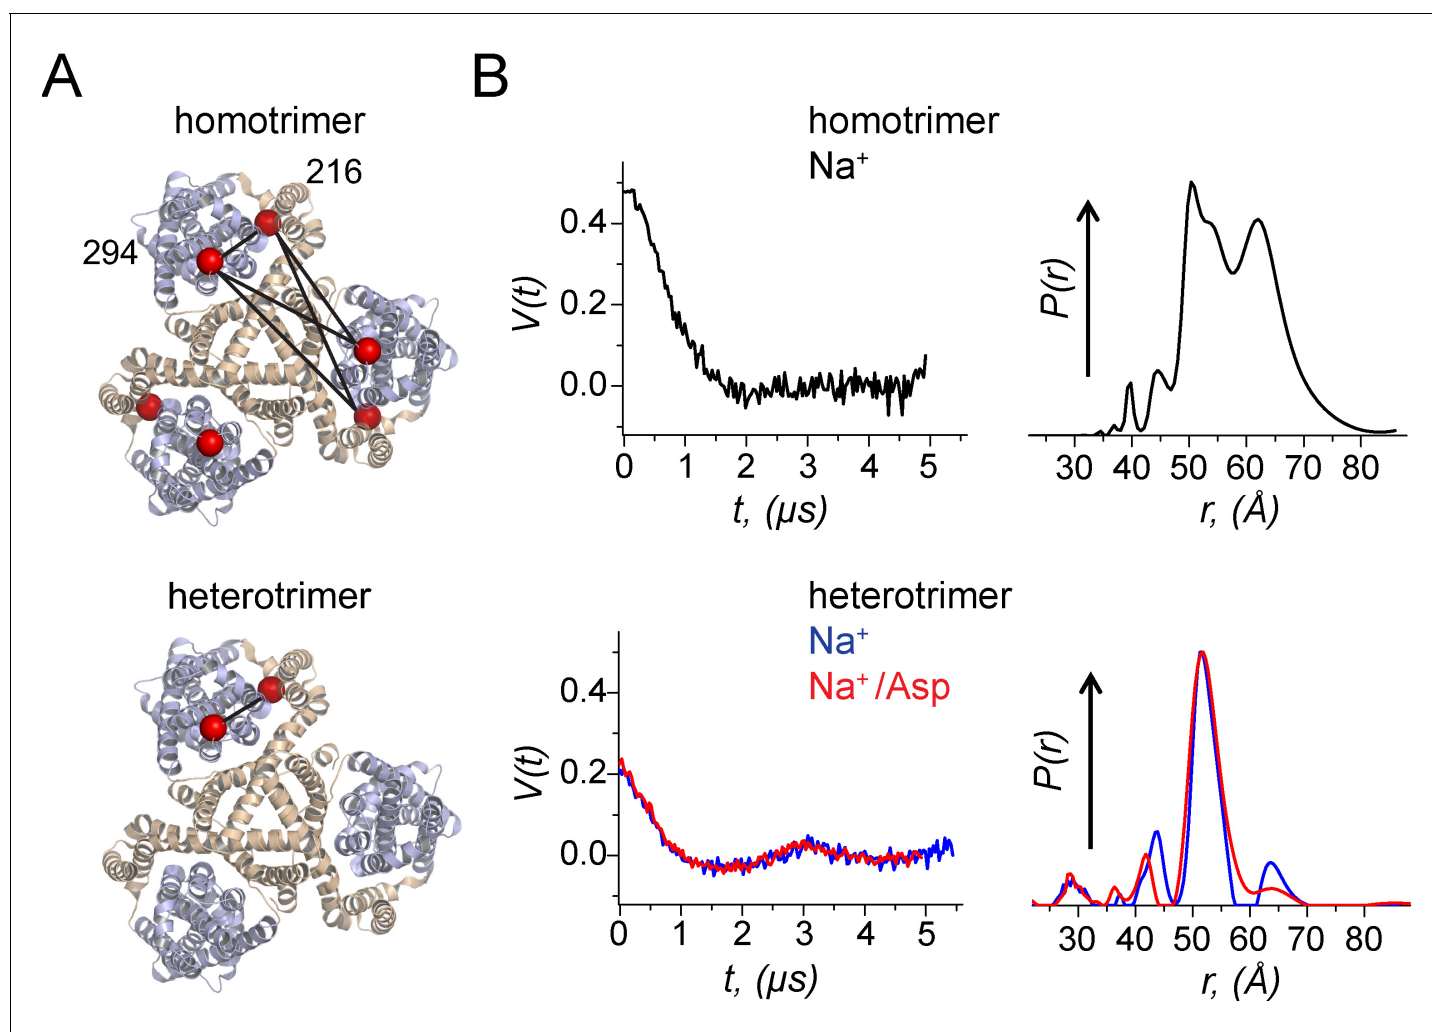 A
B
homotrimer
216
294
homotrimer
Na⁺
V(t)
0.4
0.2
0.0
0 1 2 3 4 5
t, (µs)
P(r)
30 40 50 60 70 80
r, (Å)
heterotrimer
heterotrimer
Na⁺
Na⁺/Asp
V(t)
0.4
0.2
0.0
0 1 2 3 4 5
t, (µs)
P(r)
30 40 50 60 70 80
r, (Å)